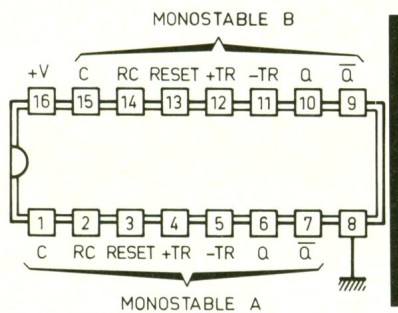 MONOSTABLE B
+V C RC RESET +TR -TR Q Q̅
16 15 14 13 12 11 10 9
1 2 3 4 5 6 7 8
C RC RESET +TR -TR Q Q̅
MONOSTABLE A